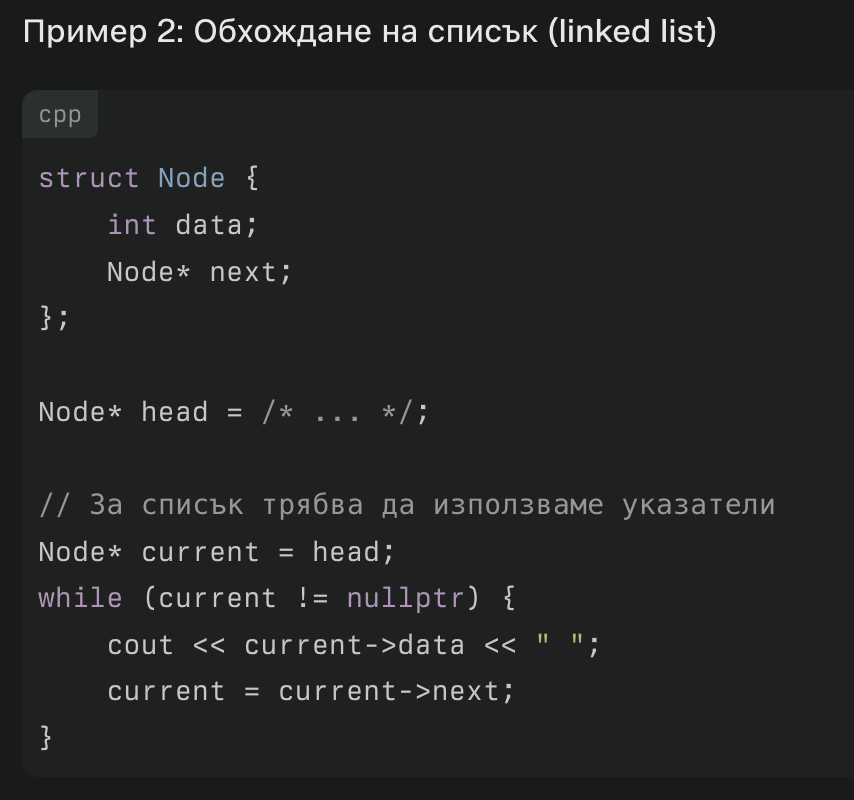 Пример 2: Обхождане на списък (linked list)
cpp
struct Node {
    int data;
    Node* next;
};
Node* head = /* ... */;
// За списък трябва да използваме указатели
Node* current = head;
while (current != nullptr) {
    cout << current->data << " ";
    current = current->next;
}